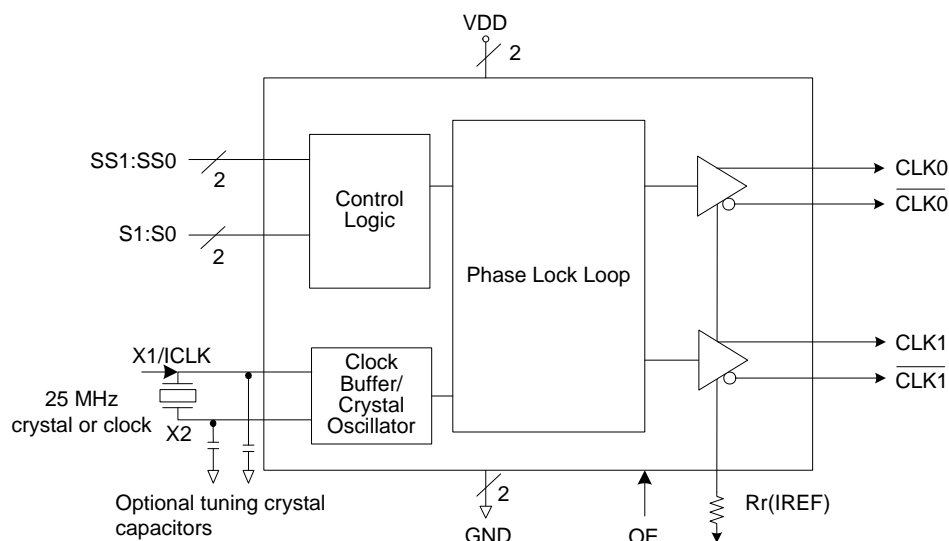 VDD
2
SS1:SS0
2
S1:S0
2
Control
Logic
Phase Lock Loop
CLK0
CLK0
X1/ICLK
25 MHz
crystal or clock
X2
Clock
Buffer/
Crystal
Oscillator
CLK1
CLK1
Optional tuning crystal
capacitors
2
GND
OE
Rr(IREF)